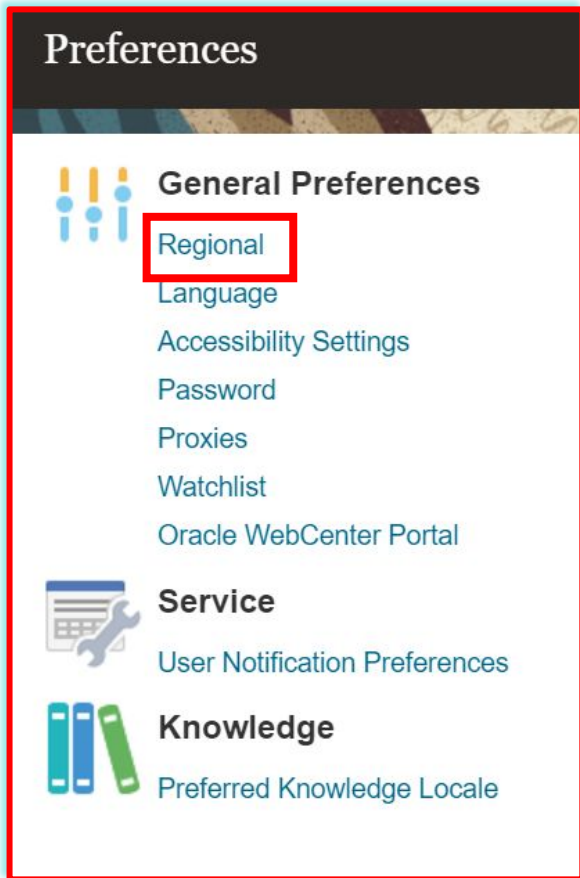 Preferences
General Preferences
Regional
Language
Accessibility Settings
Password
Proxies
Watchlist
Oracle WebCenter Portal
Service
User Notification Preferences
Knowledge
Preferred Knowledge Locale